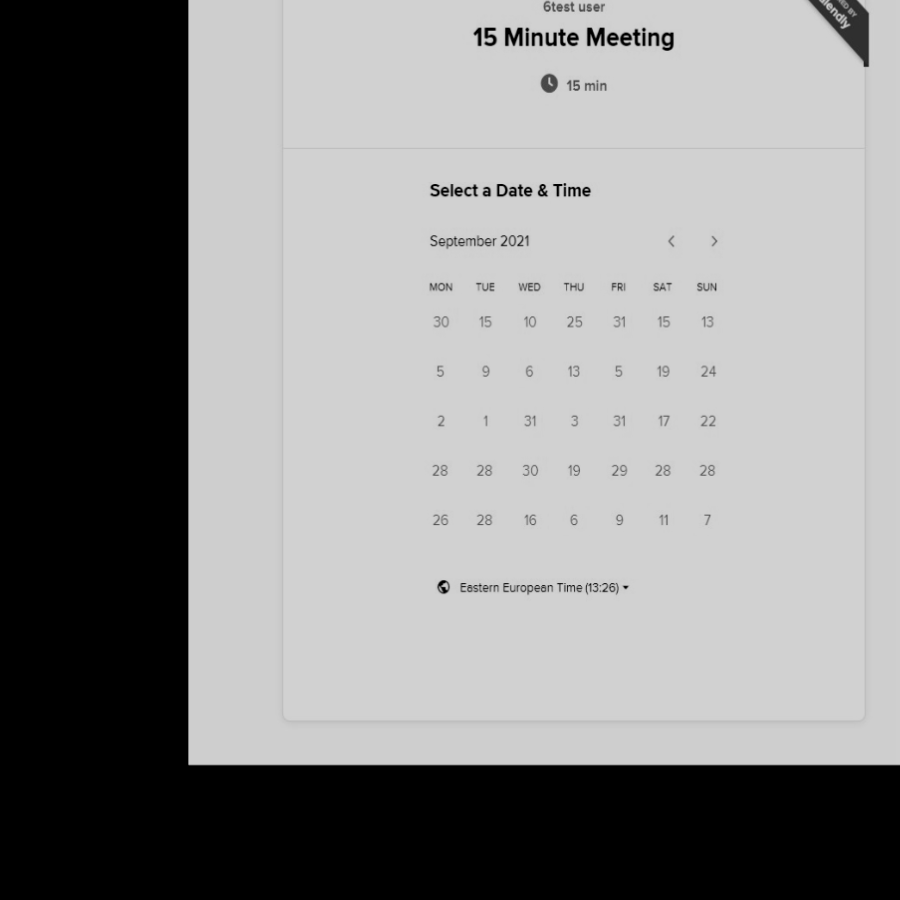 6test user
15 Minute Meeting
15 min
Select a Date & Time
September 2021
MON TUE WED THU FRI SAT SUN
30 15 10 25 31 15 13
5 9 6 13 5 19 24
2 1 31 3 31 17 22
28 28 30 19 29 28 28
26 28 16 6 9 11 7
Eastern European Time (13:26)